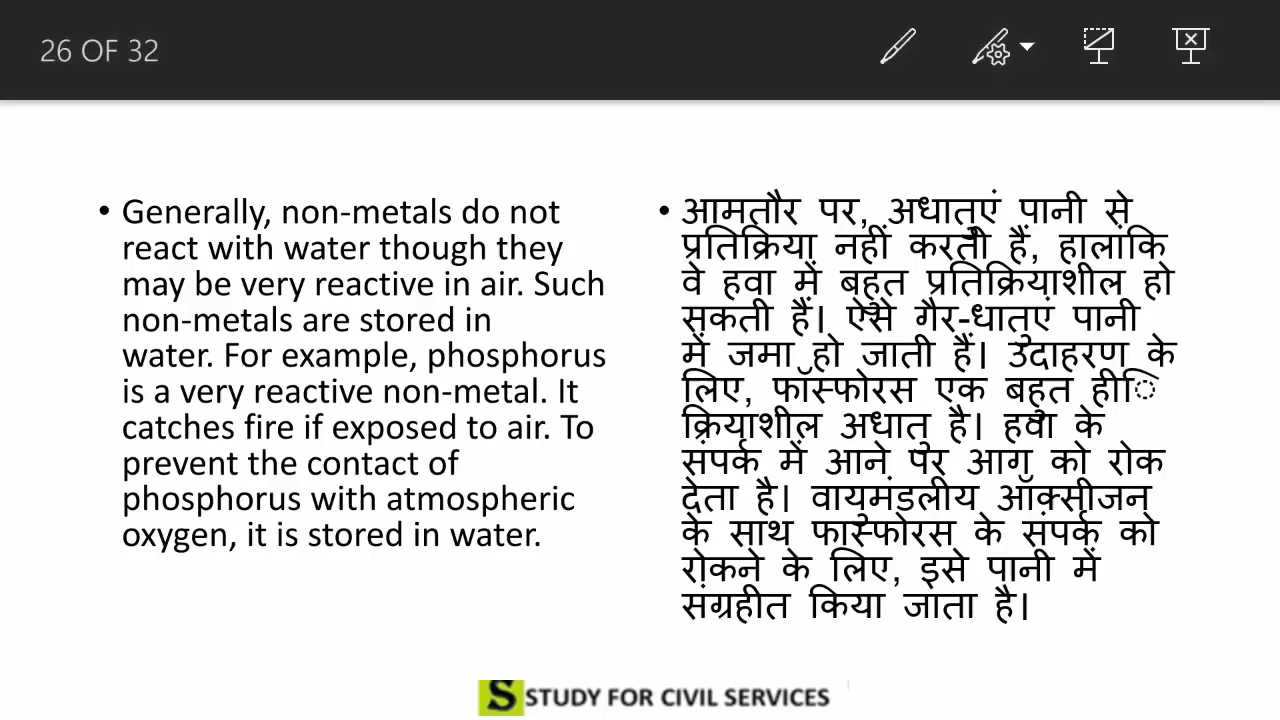 26 OF 32
• Generally, non-metals do not
react with water though they
may be very reactive in air. Such
non-metals are stored in
water. For example, phosphorus
is a very reactive non-metal. It
catches fire if exposed to air. To
prevent the contact of
phosphorus with atmospheric
oxygen, it is stored in water.
• आमतौर पर, अधातुएं पानी से
प्रतिक्रिया नहीं करती हैं, हालांकि
वे हवा में बहुत प्रतिक्रियाशील हो
सकती हैं। ऐसे गैर-धातुएं पानी
में जमा हो जाती हैं। उदाहरण के
लिए, फॉस्फोरस एक बहुत हीि
क्रियाशील अधातु है। हवा के
संपर्क में आने पर आग को रोक
देता है। वायुमंडलीय ऑक्सीजन
के साथ फास्फोरस के संपर्क को
रोकने के लिए, इसे पानी में
संग्रहीत किया जाता है।
S STUDY FOR CIVIL SERVICES